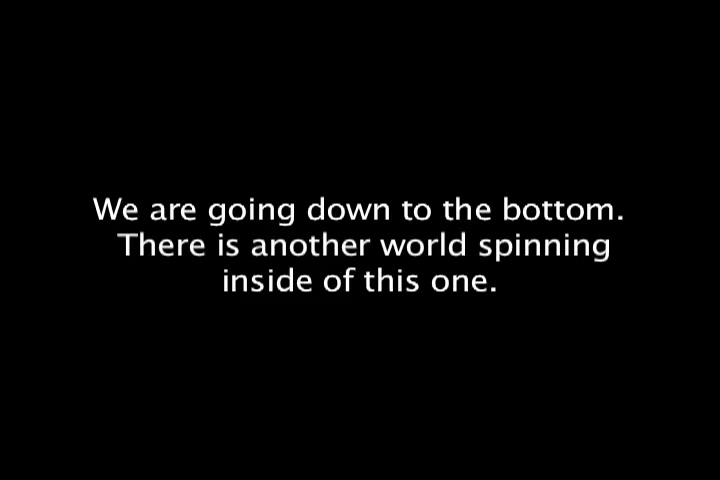 We are going down to the bottom.
There is another world spinning
inside of this one.